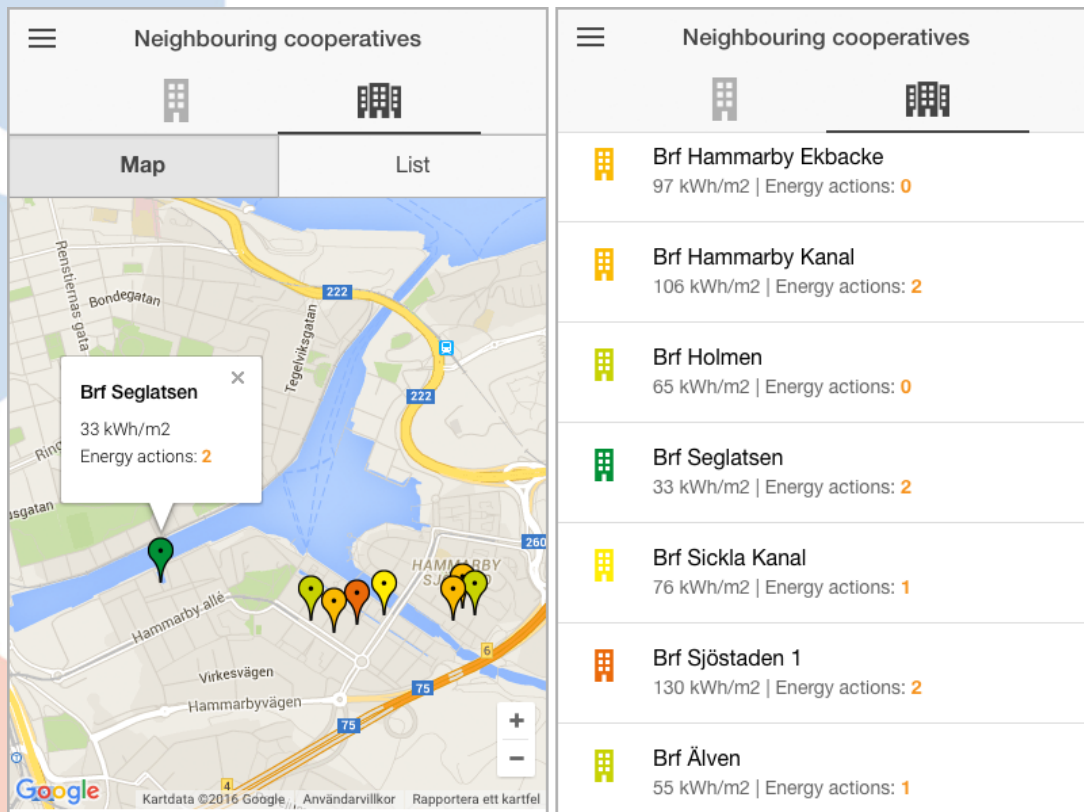 Neighbouring cooperatives
Map
List
222
Renstiernas gata
Bondegatan
Tegelviksgatan
222
Brf Seglatsen
33 kWh/m2
Energy actions: 2
Ring
usgatan
260
HAMMARBY
Hammarby allé
6
Virkesvägen
75
Hammarbyvägen
75
4
+
−
Google
Kartdata ©2016 Google
Användarvillkor
Rapportera ett kartfel
Neighbouring cooperatives
Brf Hammarby Ekbacke
97 kWh/m2 | Energy actions: 0
Brf Hammarby Kanal
106 kWh/m2 | Energy actions: 2
Brf Holmen
65 kWh/m2 | Energy actions: 0
Brf Seglatsen
33 kWh/m2 | Energy actions: 2
Brf Sickla Kanal
76 kWh/m2 | Energy actions: 1
Brf Sjöstaden 1
130 kWh/m2 | Energy actions: 2
Brf Älven
55 kWh/m2 | Energy actions: 1